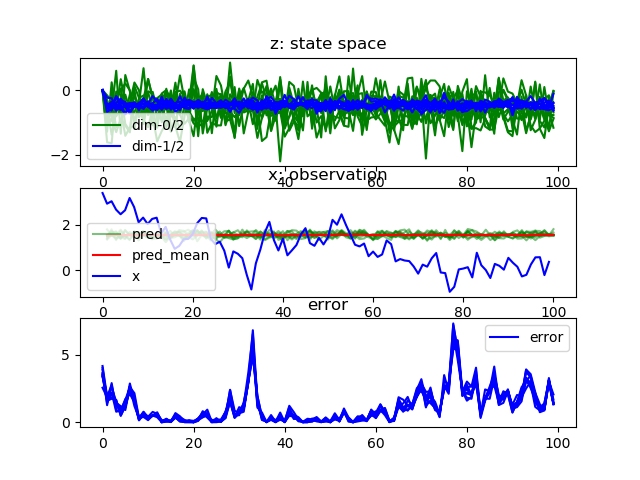 z: state space
0
−2
dim-0/2
dim-1/2
0 20 40 60 80 100
x: observation
2
0
pred
pred_mean
x
0 20 40 60 80 100
error
5
0
error
0 20 40 60 80 100